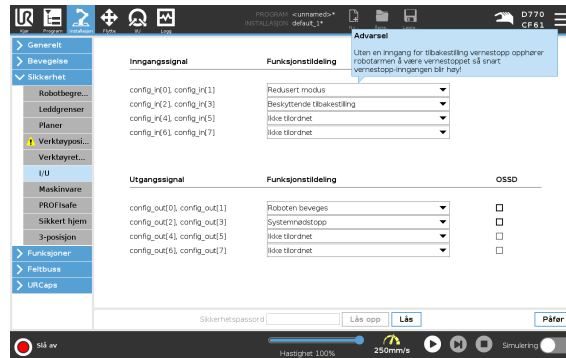 Kjør Program Installasjon Flytte I/U Logg
PROGRAM <unnamed>*
INSTALLASJON default_1*
D770
CF61
Advarsel
Uten en inngang for tilbakestilling vernestopp opphører
robotarmen å være vernestoppet så snart
vernestopp-inngangen blir høy!
Generelt
Bevegelse
Sikkerhet
Robotbegre...
Leddgrenser
Planer
Verktøyposi...
Verktøyret...
I/U
Maskinvare
PROFIsafe
Sikkert hjem
3-posisjon
Funksjoner
Feltbuss
URCaps
Inngangssignal Funksjonstildeling
config_in[0], config_in[1] Redusert modus
config_in[2], config_in[3] Beskyttende tilbakestilling
config_in[4], config_in[5] Ikke tilordnet
config_in[6], config_in[7] Ikke tilordnet
Utgangssignal Funksjonstildeling OSSD
config_out[0], config_out[1] Roboten beveges
config_out[2], config_out[3] Systemnødstopp
config_out[4], config_out[5] Ikke tilordnet
config_out[6], config_out[7] Ikke tilordnet
Sikkerhetspassord Lås opp Lås Påfør
Slå av
Hastighet 100%
250mm/s
Simulering